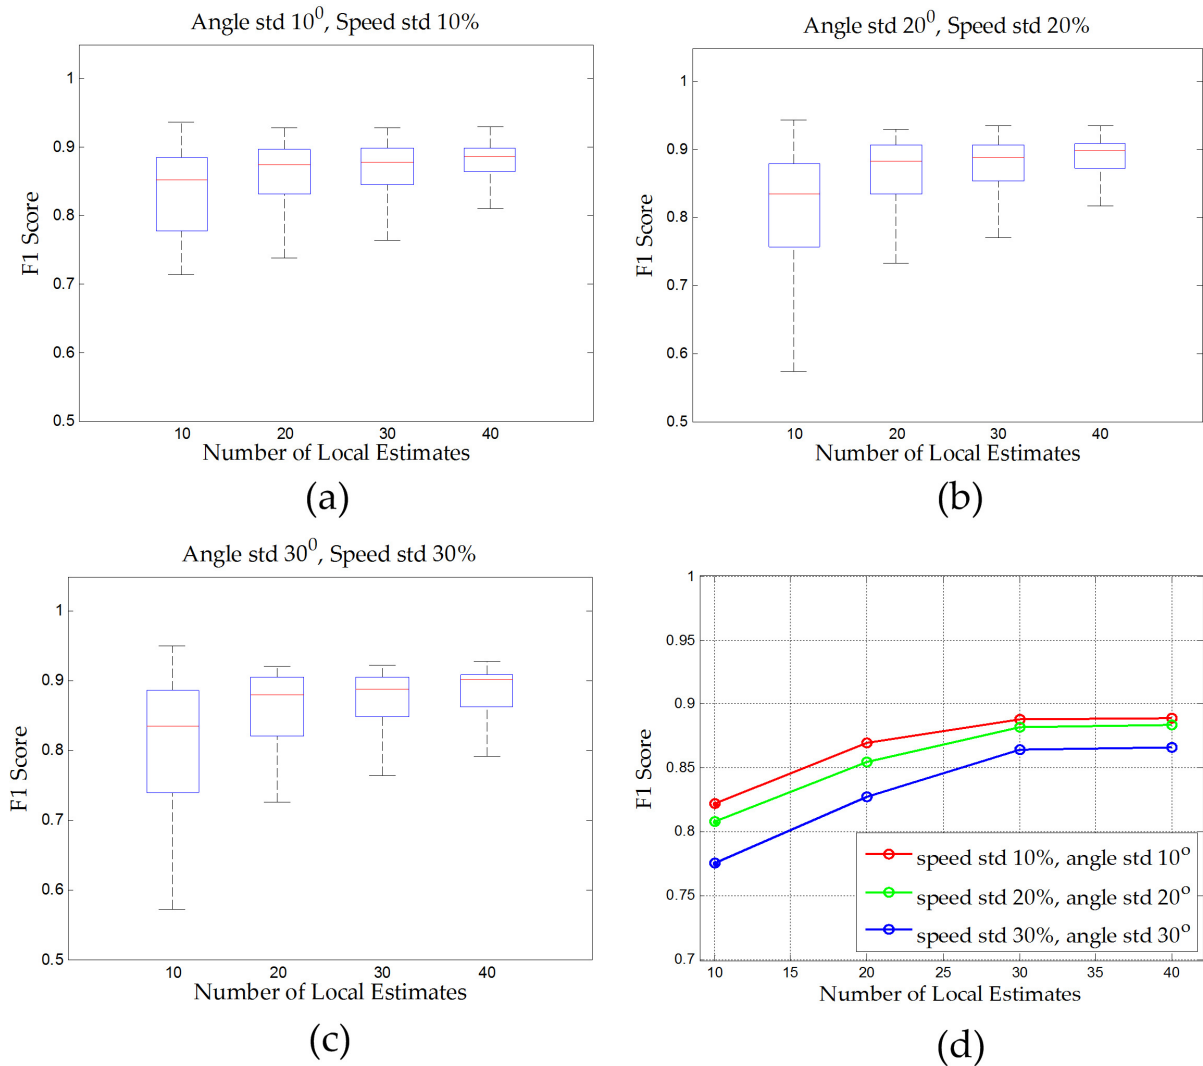 Angle std 10⁰, Speed std 10%
1
0.9
0.8
0.7
0.6
0.5
F1 Score
10 20 30 40
Number of Local Estimates
(a)
Angle std 20⁰, Speed std 20%
1
0.9
0.8
0.7
0.6
0.5
F1 Score
10 20 30 40
Number of Local Estimates
(b)
Angle std 30⁰, Speed std 30%
1
0.9
0.8
0.7
0.6
0.5
F1 Score
10 20 30 40
Number of Local Estimates
(c)
1
0.95
0.9
0.85
0.8
0.75
0.7
F1 Score
speed std 10%, angle std 10°
speed std 20%, angle std 20°
speed std 30%, angle std 30°
10 15 20 25 30 35 40
Number of Local Estimates
(d)